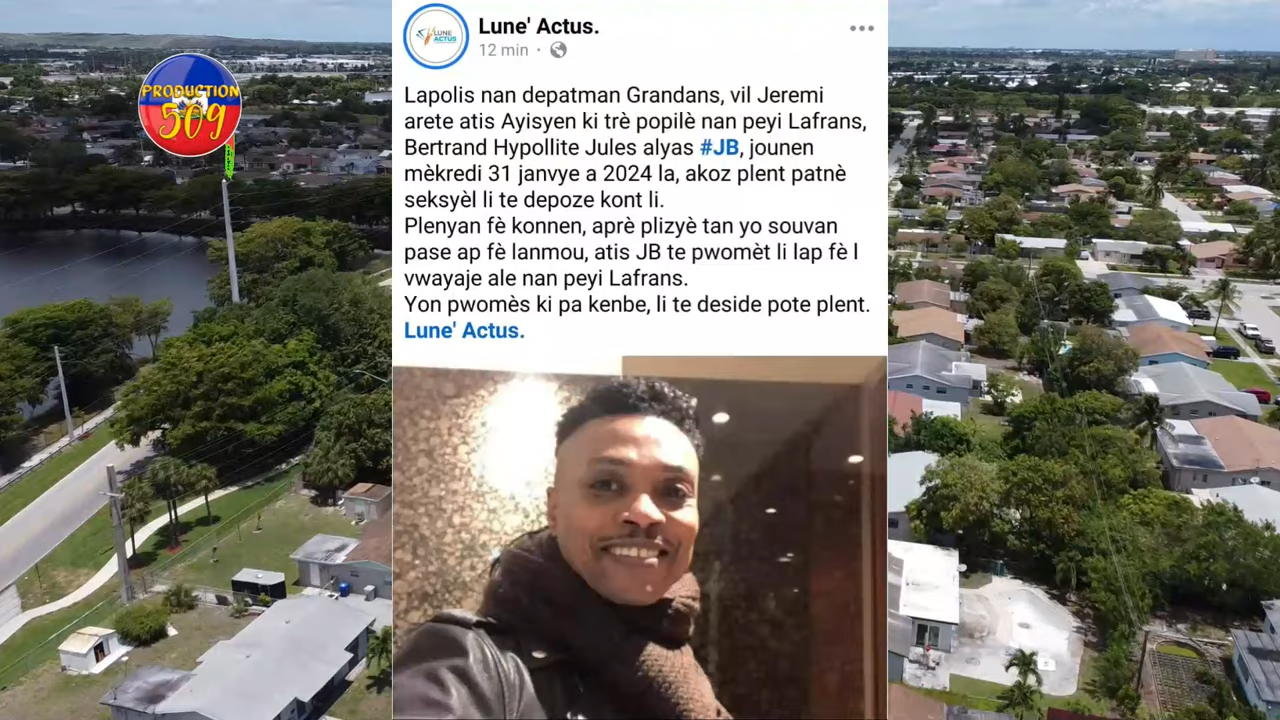 PRODUCTION
509
Lune' Actus.
12 min ·
LUNE
ACTUS
Lapolis nan depatman Grandans, vil Jeremi
arete atis Ayisyen ki trè popilè nan peyi Lafrans,
Bertrand Hypollite Jules alyas #JB, jounen
mèkredi 31 janvye a 2024 la, akoz plent patnè
seksyèl li te depoze kont li.
Plenyan fè konnen, aprè plizyè tan yo souvan
pase ap fè lanmou, atis JB te pwomèt li lap fè l
vwayaje ale nan peyi Lafrans.
Yon pwomès ki pa kenbe, li te deside pote plent.
Lune' Actus.